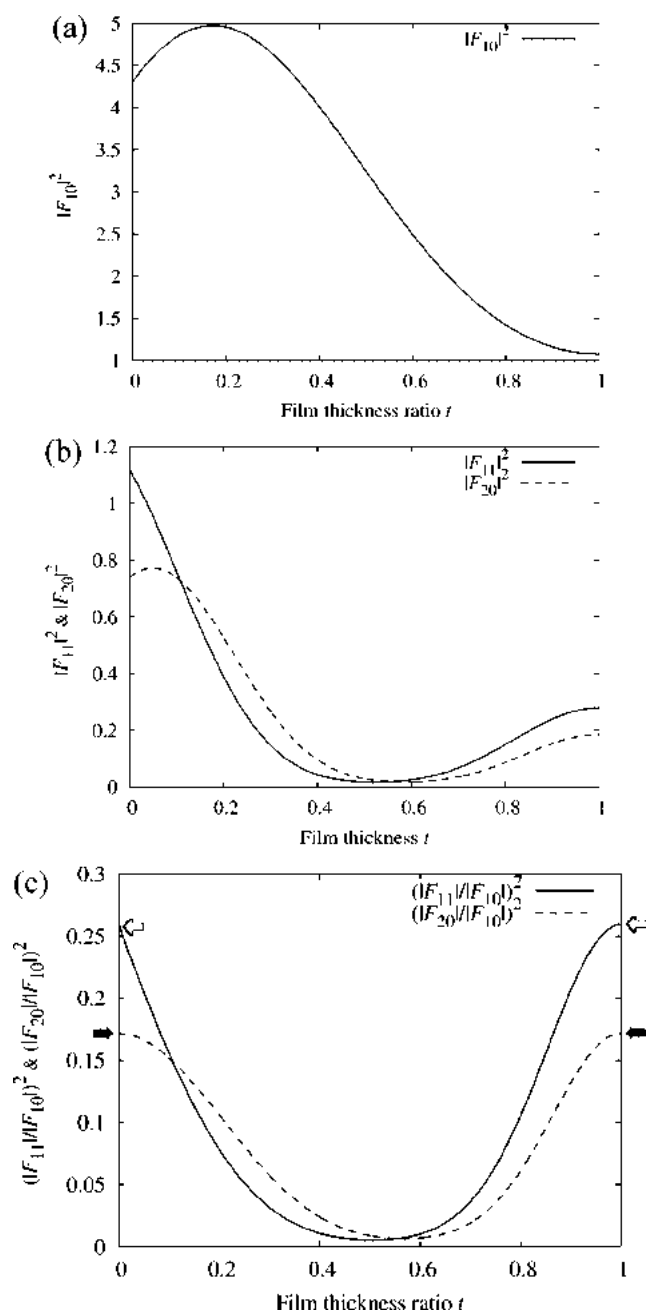 (a)
|F10|²
5
4.5
4
3.5
3
2.5
2
1.5
1
|F10|²
0 0.2 0.4 0.6 0.8 1
Film thickness ratio t
(b)
|F11|²
|F20|²
1.2
1
0.8
0.6
0.4
0.2
0
|F11|² & |F20|²
0 0.2 0.4 0.6 0.8 1
Film thickness t
(c)
(|F11|/|F10|)²
(|F20|/|F10|)²
0.3
0.25
0.2
0.15
0.1
0.05
0
(|F11|/|F10|)² & (|F20|/|F10|)²
0 0.2 0.4 0.6 0.8 1
Film thickness ratio t